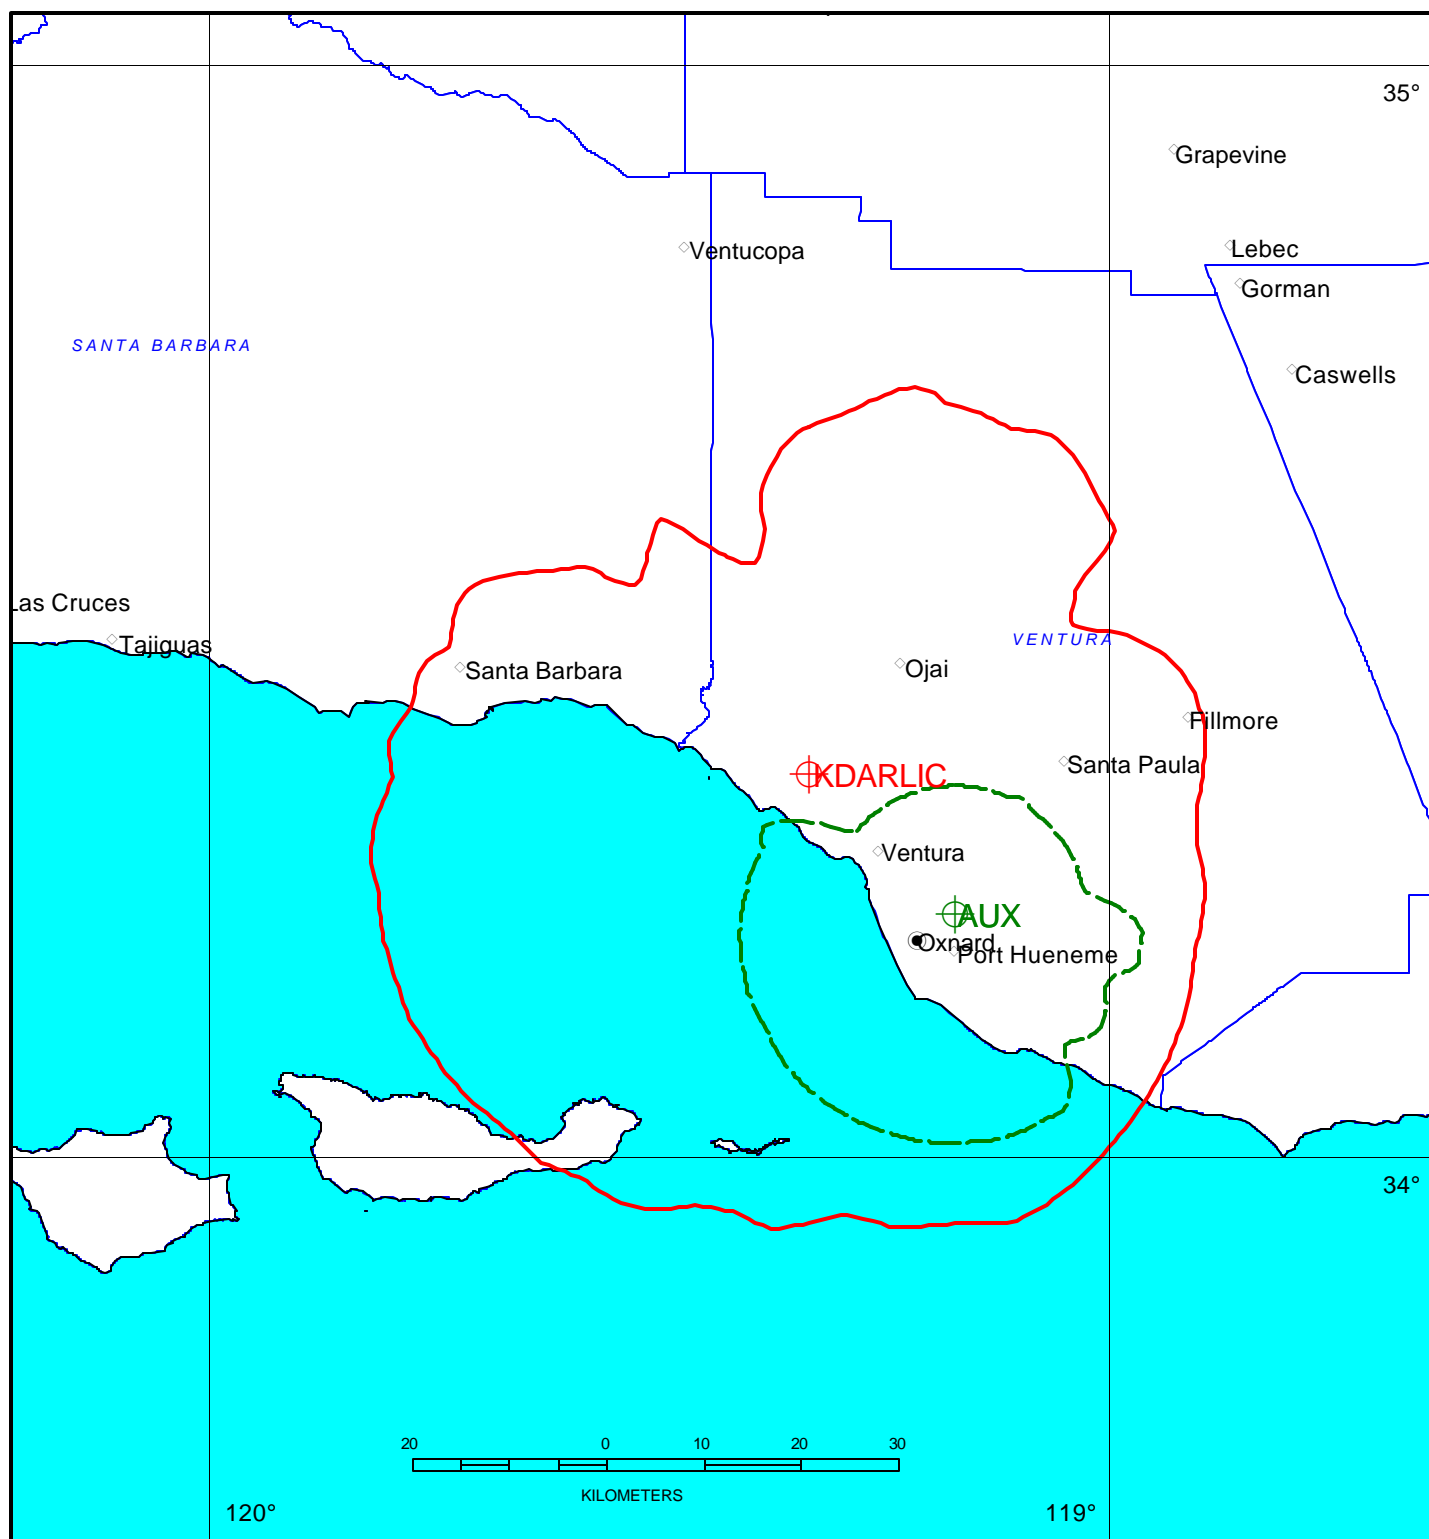 35°
Grapevine
Ventucopa
Lebec
Gorman
SANTA BARBARA
Caswells
Las Cruces
Tajiguas
VENTURA
Santa Barbara
Ojai
Fillmore
Santa Paula
KDARLIC
Ventura
AUX
Oxnard
Port Hueneme
34°
20 0 10 20 30
KILOMETERS
120° 119°